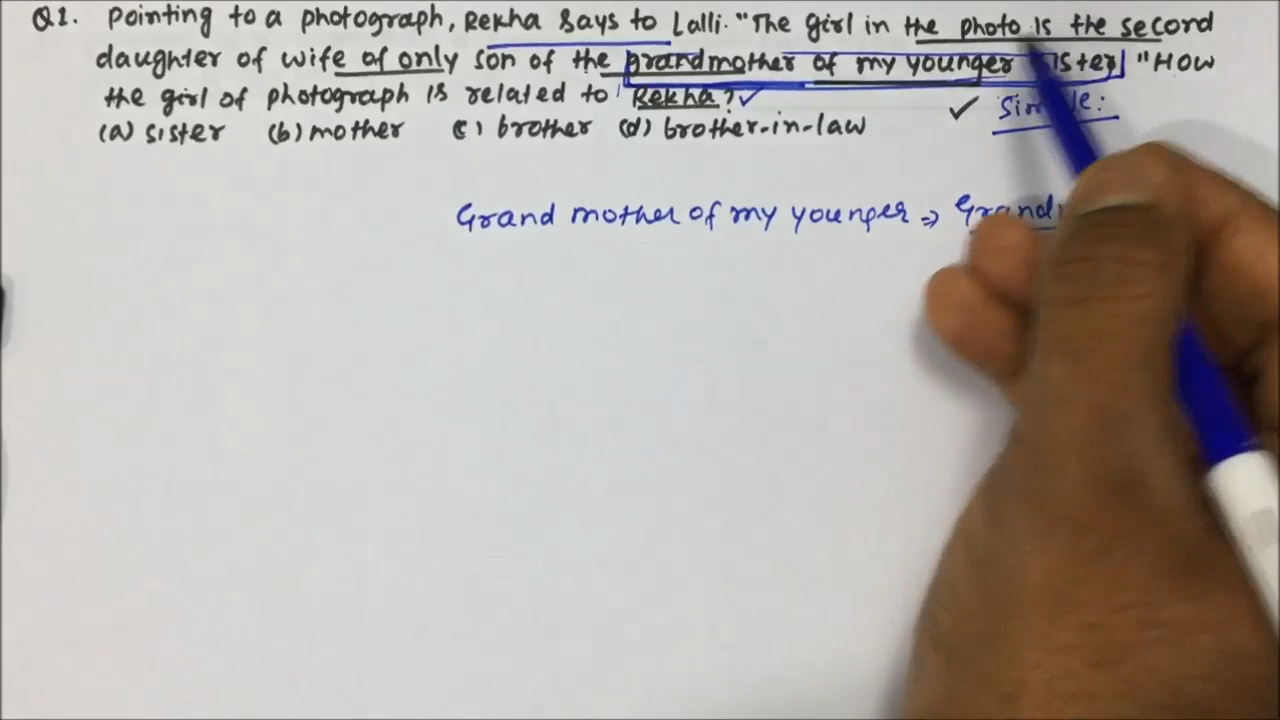 Q1. Pointing to a photograph, Rekha says to Lalli. "The girl in the photo is the second
daughter of wife of only son of the grandmother of my younger sister "How
the girl of photograph is related to Rekha?
(a) sister (b) mother (c) brother (d) brother-in-law
Grand mother of my younger ⇒